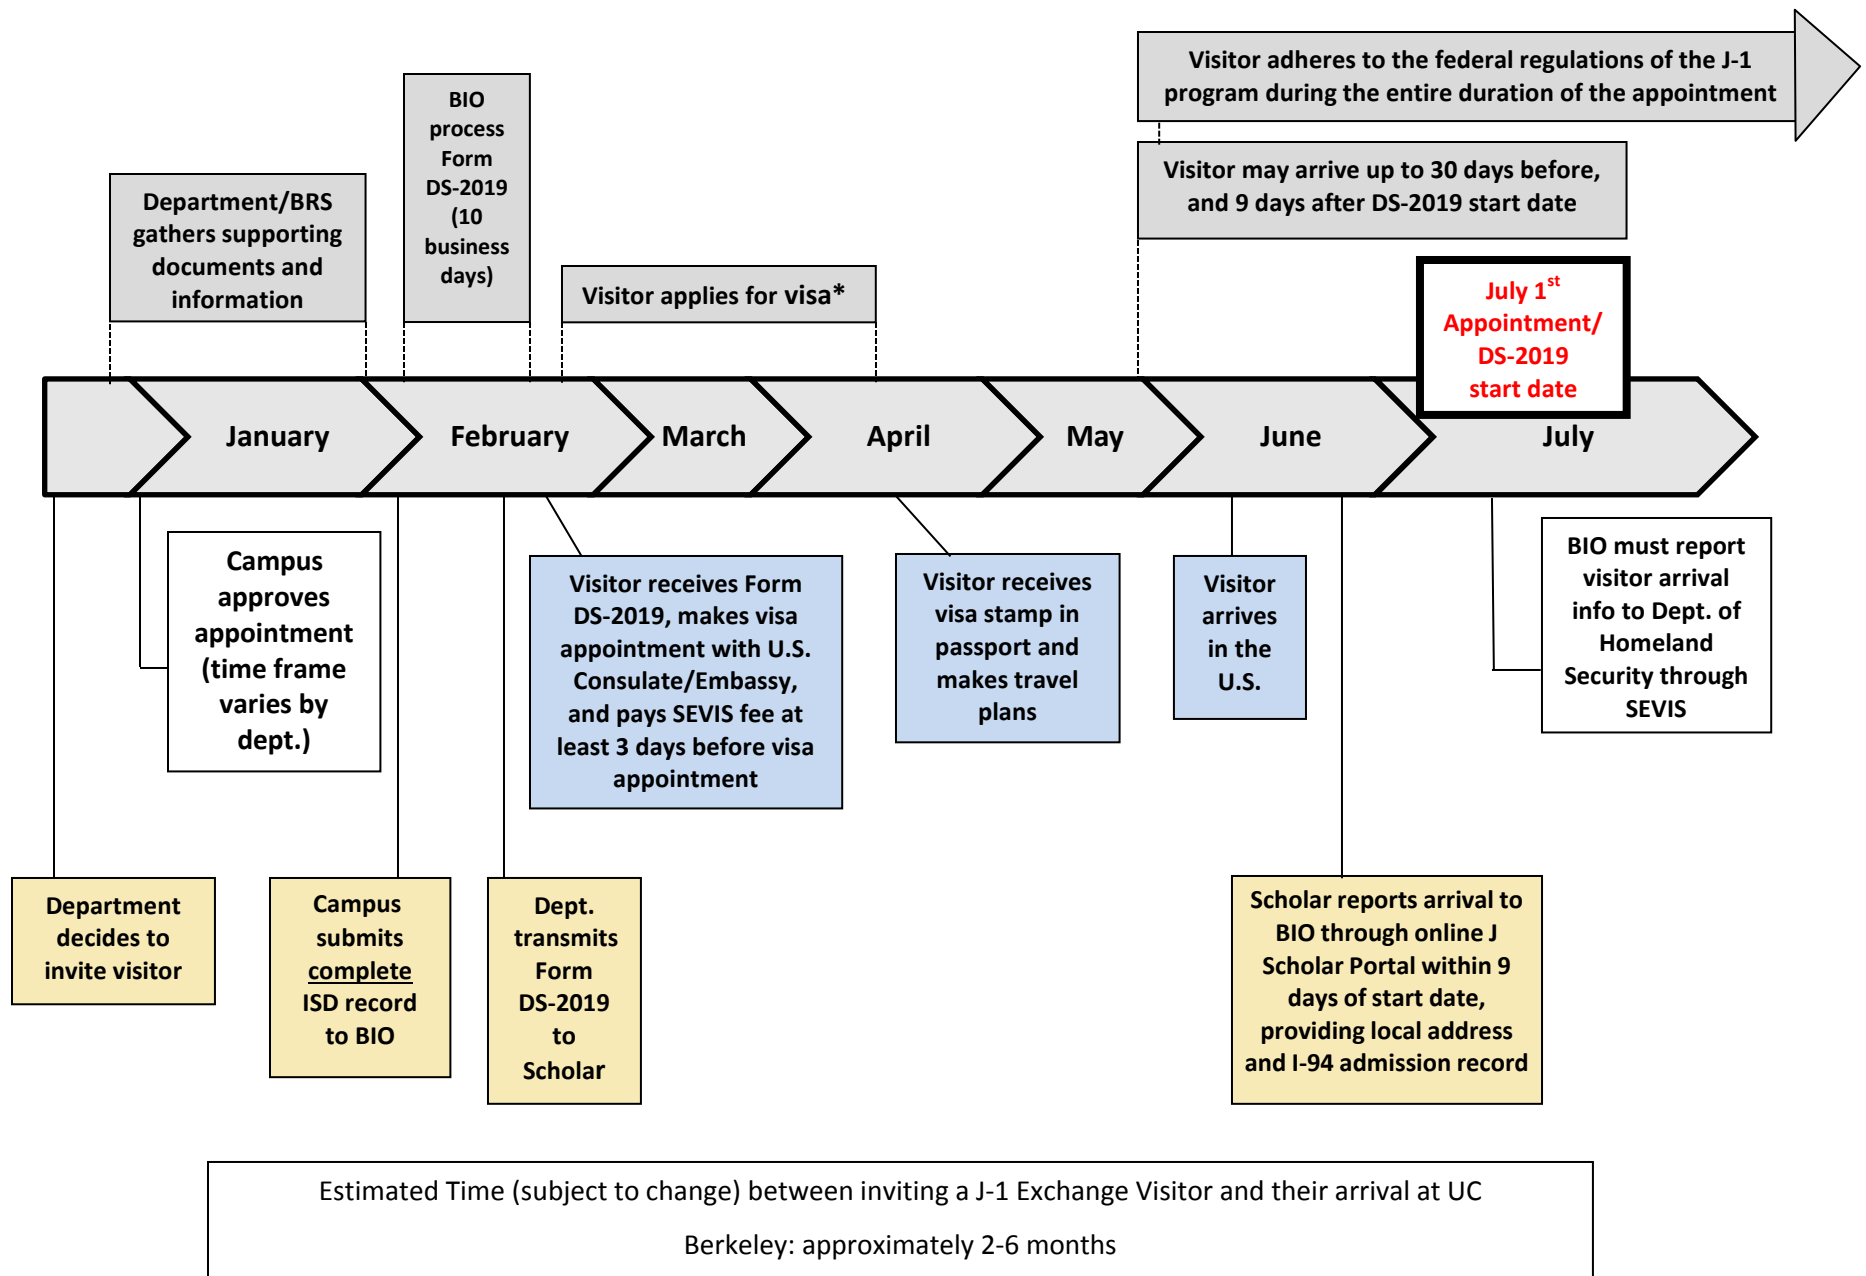 Visitor adheres to the federal regulations of the J-1
program during the entire duration of the appointment
BIO
process
Form
DS-2019
(10
business
days)
Visitor may arrive up to 30 days before,
and 9 days after DS-2019 start date
Department/BRS
gathers supporting
documents and
information
Visitor applies for visa*
July 1st
Appointment/
DS-2019
start date
January
February
March
April
May
June
July
Campus
approves
appointment
(time frame
varies by
dept.)
Visitor receives Form
DS-2019, makes visa
appointment with U.S.
Consulate/Embassy,
and pays SEVIS fee at
least 3 days before visa
appointment
Visitor receives
visa stamp in
passport and
makes travel
plans
Visitor
arrives
in the
U.S.
BIO must report
visitor arrival
info to Dept. of
Homeland
Security through
SEVIS
Department
decides to
invite visitor
Campus
submits
complete
ISD record
to BIO
Dept.
transmits
Form
DS-2019
to
Scholar
Scholar reports arrival to
BIO through online J
Scholar Portal within 9
days of start date,
providing local address
and I-94 admission record
Estimated Time (subject to change) between inviting a J-1 Exchange Visitor and their arrival at UC
Berkeley: approximately 2-6 months